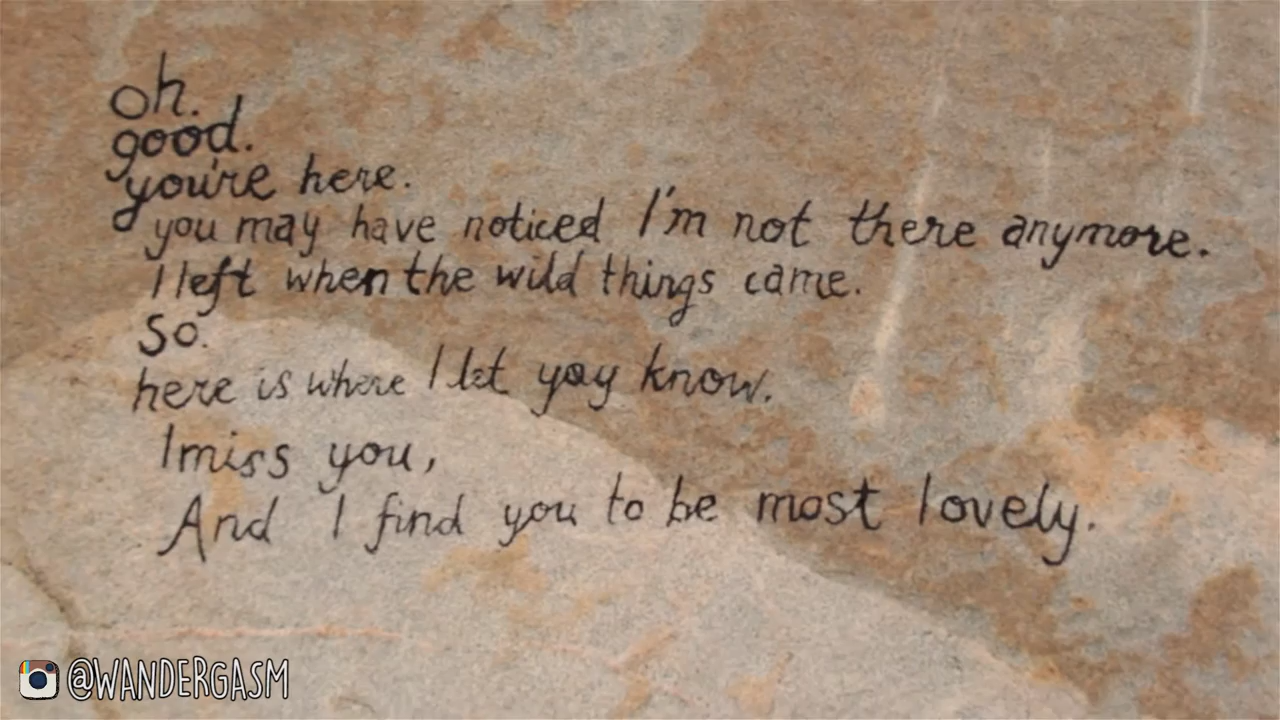 oh.
good.
you're here.
you may have noticed I'm not there anymore.
I left when the wild things came.
So.
here is where I let yoy know.
I miss you,
And I find you to be most lovely.
@WANDERGASM